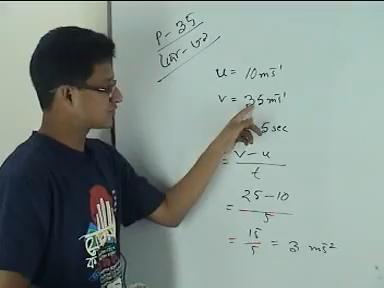 P - 35
u = 10 ms⁻¹
v = 25 ms⁻¹
5 sec
= v - u / t
= 25 - 10 / 5
= 15 / 5 = 3 ms⁻²